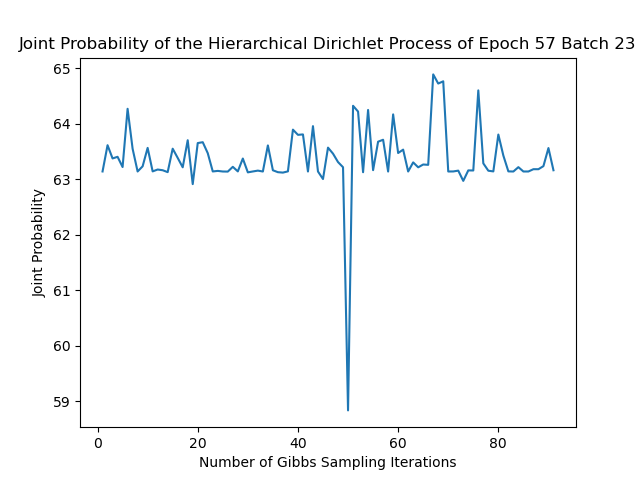 Joint Probability of the Hierarchical Dirichlet Process of Epoch 57 Batch 23
65
64
63
62
61
60
59
Joint Probability
0 20 40 60 80
Number of Gibbs Sampling Iterations